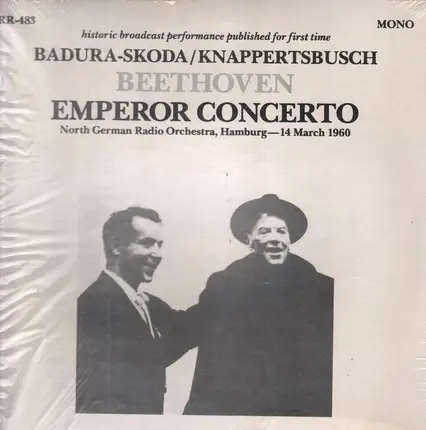 RR-483
MONO
historic broadcast performance published for first time
BADURA-SKODA/KNAPPERTSBUSCH
BEETHOVEN
EMPEROR CONCERTO
North German Radio Orchestra, Hamburg—14 March 1960